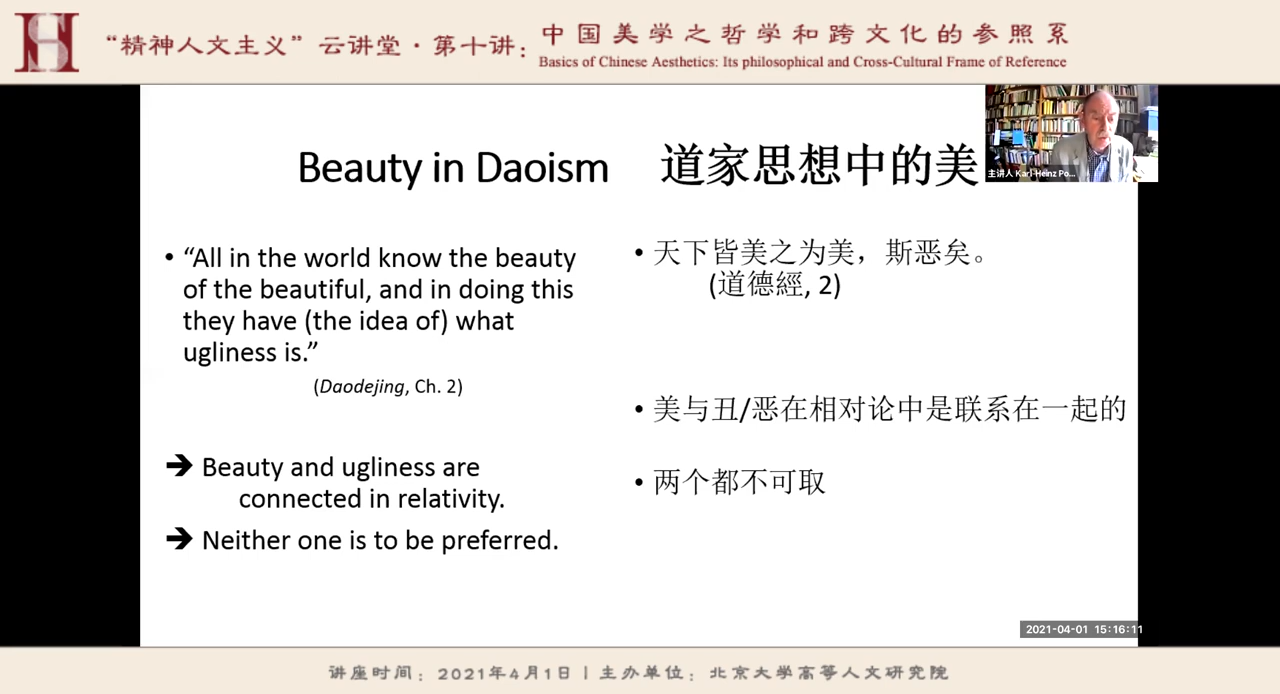 “精神人文主义”云讲堂·第十讲：
中国美学之哲学和跨文化的参照系
Basics of Chinese Aesthetics: Its philosophical and Cross-Cultural Frame of Reference
主讲人 Karl-Heinz Po...
Beauty in Daoism 道家思想中的美
• “All in the world know the beauty
of the beautiful, and in doing this
they have (the idea of) what
ugliness is.”
(Daodejing, Ch. 2)
➔ Beauty and ugliness are
connected in relativity.
➔ Neither one is to be preferred.
• 天下皆美之为美，斯恶矣。
(道德經, 2)
• 美与丑/恶在相对论中是联系在一起的
• 两个都不可取
2021-04-01 15:16:11
讲座时间：2021年4月1日 | 主办单位：北京大学高等人文研究院